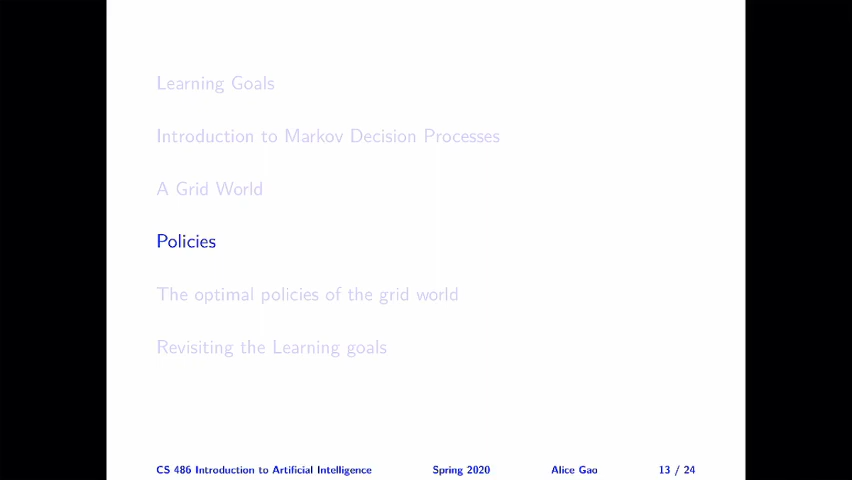 Learning Goals
Introduction to Markov Decision Processes
A Grid World
Policies
The optimal policies of the grid world
Revisiting the Learning goals
CS 486 Introduction to Artificial Intelligence Spring 2020 Alice Gao 13 / 24